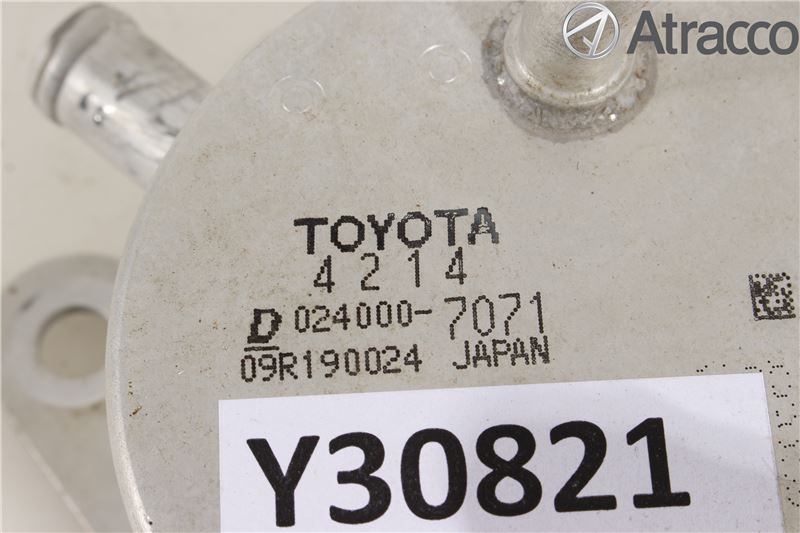 Atracco
TOYOTA
4214
D 024000-7071
09R190024 JAPAN
Y30821